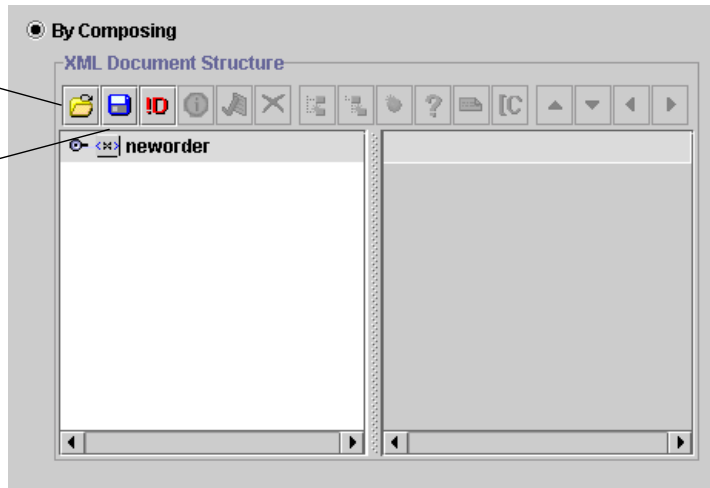 By Composing
XML Document Structure
!D ? [C
<x> neworder